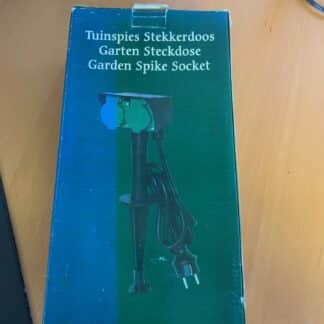 Tuinspies Stekkerdoos
Garten Steckdose
Garden Spike Socket